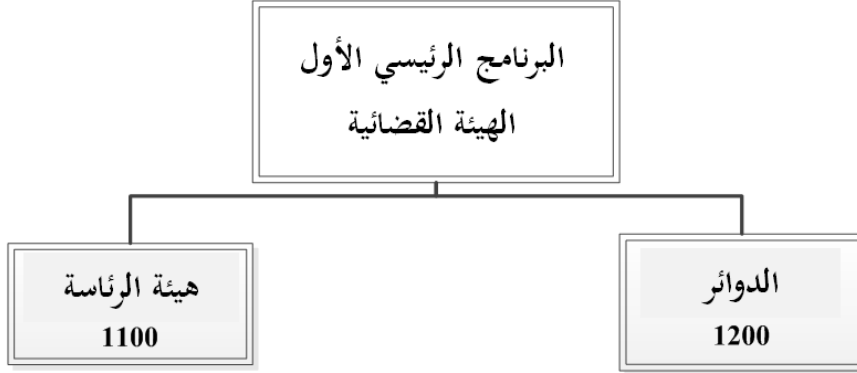 البرنامج الرئيسي الأول
الهيئة القضائية
الدوائر
1200
هيئة الرئاسة
1100